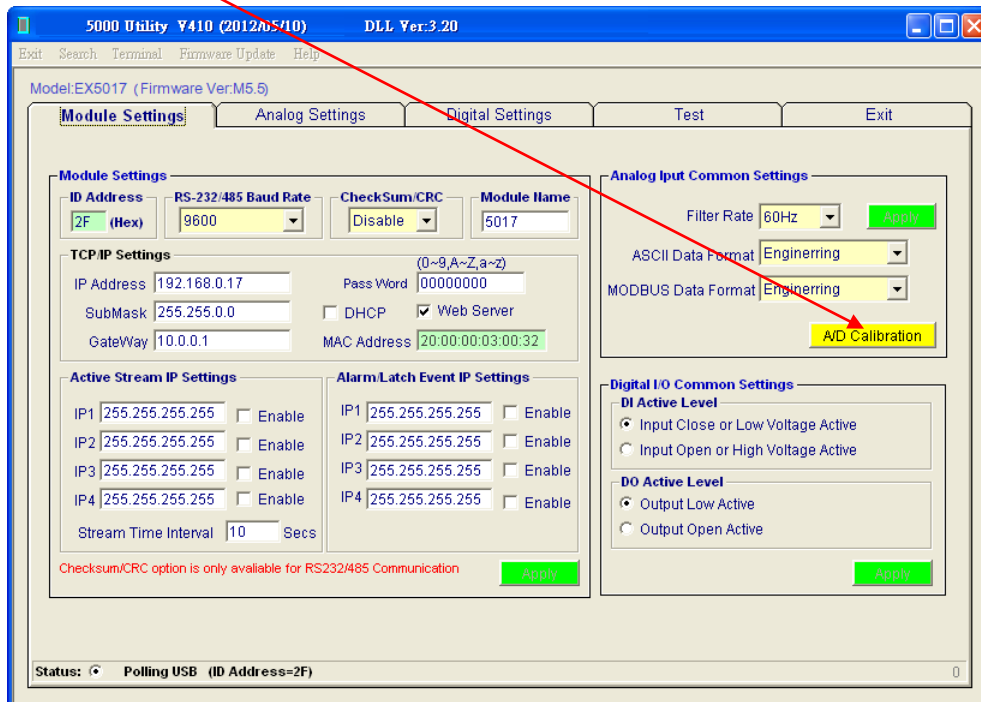 5000 Utility V410 (2012/05/10) DLL Ver:3.20
Exit Search Terminal Firmware Update Help
Model:EX5017 (Firmware Ver:M5.5)
Module Settings Analog Settings Digital Settings Test Exit
Module Settings
ID Address RS-232/485 Baud Rate CheckSum/CRC Module Name
2F (Hex) 9600 Disable 5017
TCP/IP Settings
(0~9,A~Z,a~z)
IP Address 192.168.0.17 Pass Word 00000000
SubMask 255.255.0.0 DHCP Web Server
GateWay 10.0.0.1 MAC Address 20:00:00:03:00:32
Active Stream IP Settings
IP1 255.255.255.255 Enable
IP2 255.255.255.255 Enable
IP3 255.255.255.255 Enable
IP4 255.255.255.255 Enable
Stream Time Interval 10 Secs
Alarm/Latch Event IP Settings
IP1 255.255.255.255 Enable
IP2 255.255.255.255 Enable
IP3 255.255.255.255 Enable
IP4 255.255.255.255 Enable
Checksum/CRC option is only avaliable for RS232/485 Communication Apply
Analog Iput Common Settings
Filter Rate 60Hz Apply
ASCII Data Format Enginerring
MODBUS Data Format Enginerring
A/D Calibration
Digital I/O Common Settings
DI Active Level
Input Close or Low Voltage Active
Input Open or High Voltage Active
DO Active Level
Output Low Active
Output Open Active
Apply
Status: Polling USB (ID Address=2F) 0